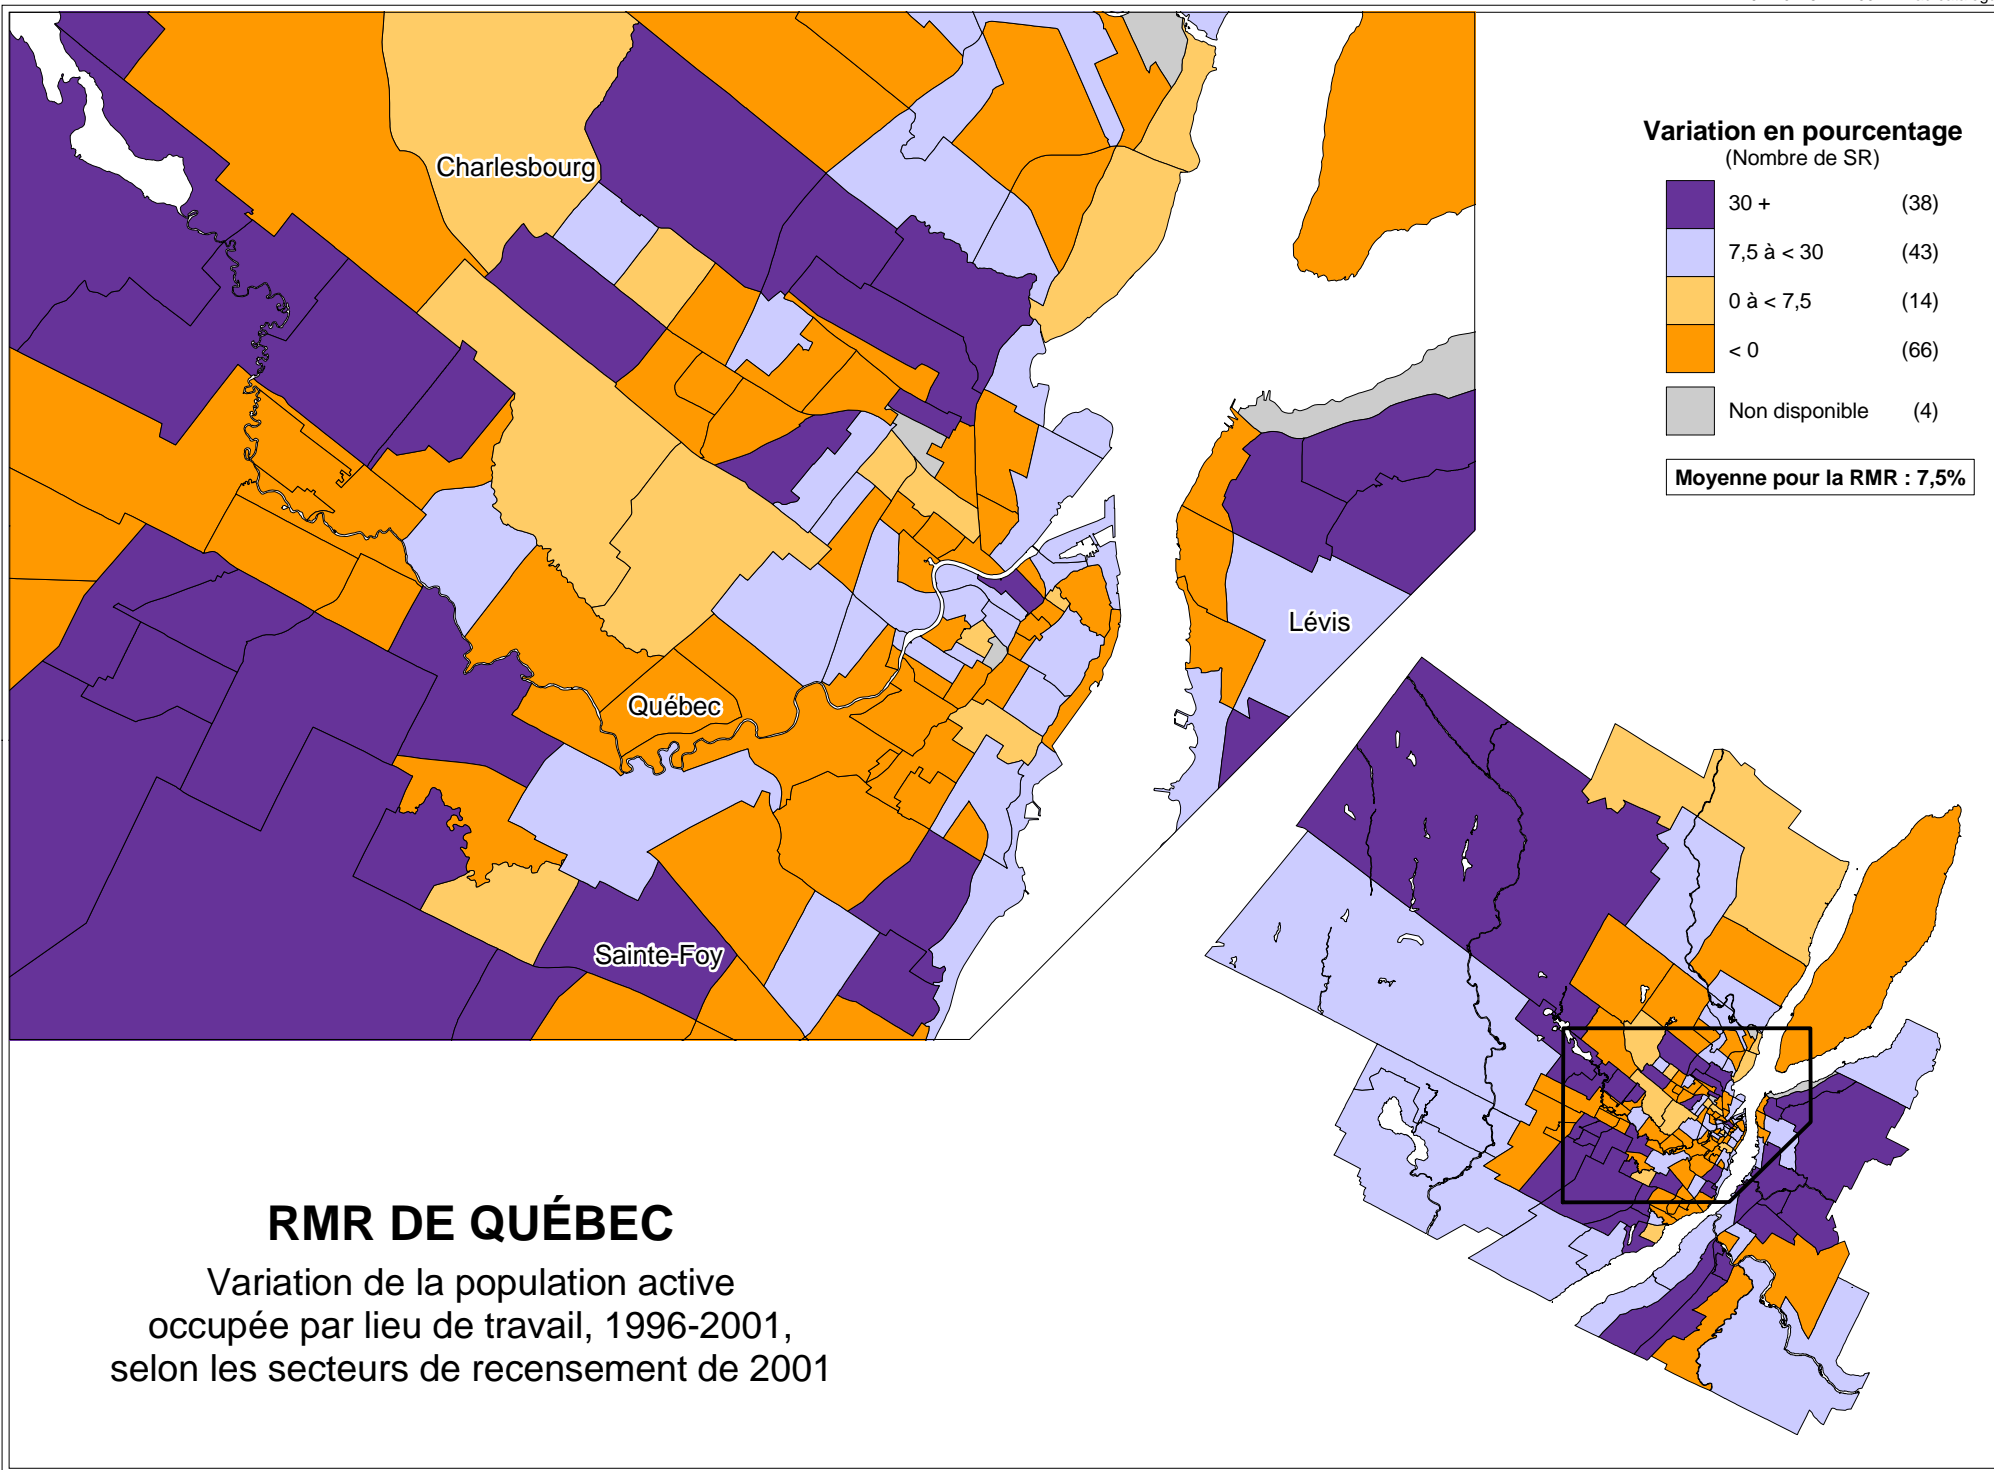 Charlesbourg
Québec
Sainte-Foy
Lévis
Variation en pourcentage
(Nombre de SR)
30 + (38)
7,5 à < 30 (43)
0 à < 7,5 (14)
< 0 (66)
Non disponible (4)
Moyenne pour la RMR : 7,5%
RMR DE QUÉBEC
Variation de la population active
occupée par lieu de travail, 1996-2001,
selon les secteurs de recensement de 2001